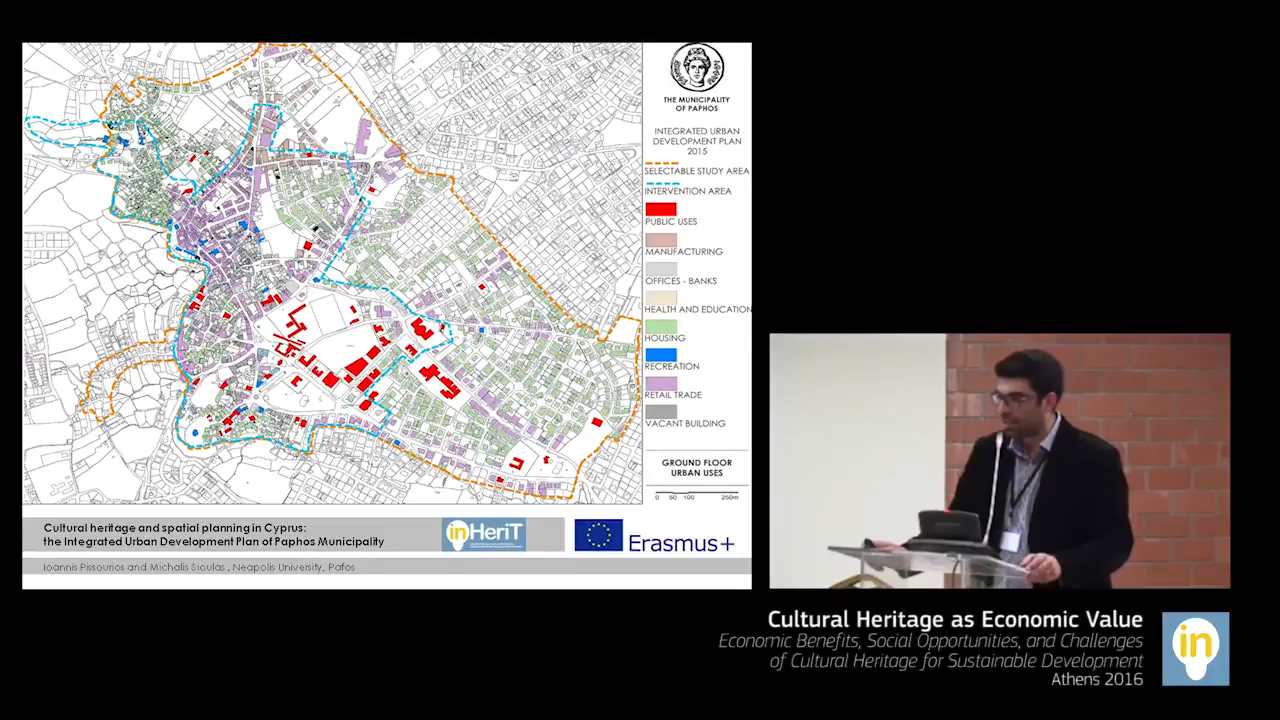 THE MUNICIPALITY
OF PAPHOS
INTEGRATED URBAN
DEVELOPMENT PLAN
2015
SELECTABLE STUDY AREA
INTERVENTION AREA
PUBLIC USES
MANUFACTURING
OFFICES - BANKS
HEALTH AND EDUCATION
HOUSING
RECREATION
RETAIL TRADE
VACANT BUILDING
GROUND FLOOR
URBAN USES
0 50 100 250m
Cultural heritage and spatial planning in Cyprus:
the Integrated Urban Development Plan of Paphos Municipality
inHeriT
Erasmus+
Ioannis Pissourios and Michalis Sioulas , Neapolis University, Pafos
Cultural Heritage as Economic Value
Economic Benefits, Social Opportunities, and Challenges
of Cultural Heritage for Sustainable Development
Athens 2016
in